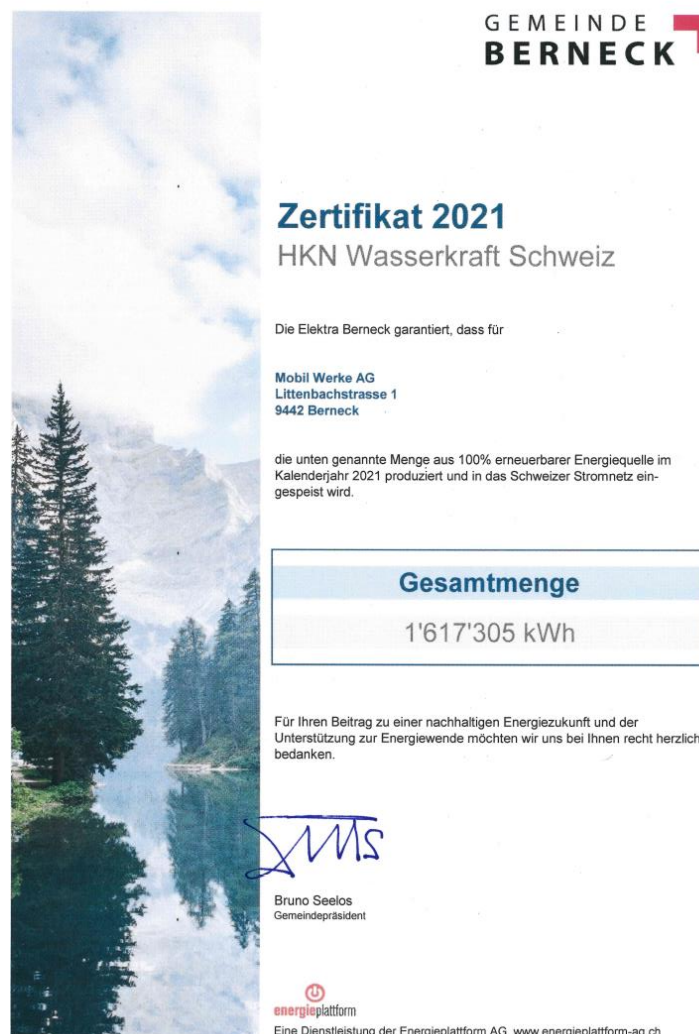 GEMEINDE
BERNECK
Zertifikat 2021
HKN Wasserkraft Schweiz
Die Elektra Berneck garantiert, dass für
Mobil Werke AG
Littenbachstrasse 1
9442 Berneck
die unten genannte Menge aus 100% erneuerbarer Energiequelle im
Kalenderjahr 2021 produziert und in das Schweizer Stromnetz ein-
gespeist wird.
Gesamtmenge
1'617'305 kWh
Für Ihren Beitrag zu einer nachhaltigen Energiezukunft und der
Unterstützung zur Energiewende möchten wir uns bei Ihnen recht herzlich
bedanken.
Bruno Seelos
Gemeindepräsident
energieplattform
Eine Dienstleistung der Energieplattform AG, www.energieplattform-ag.ch